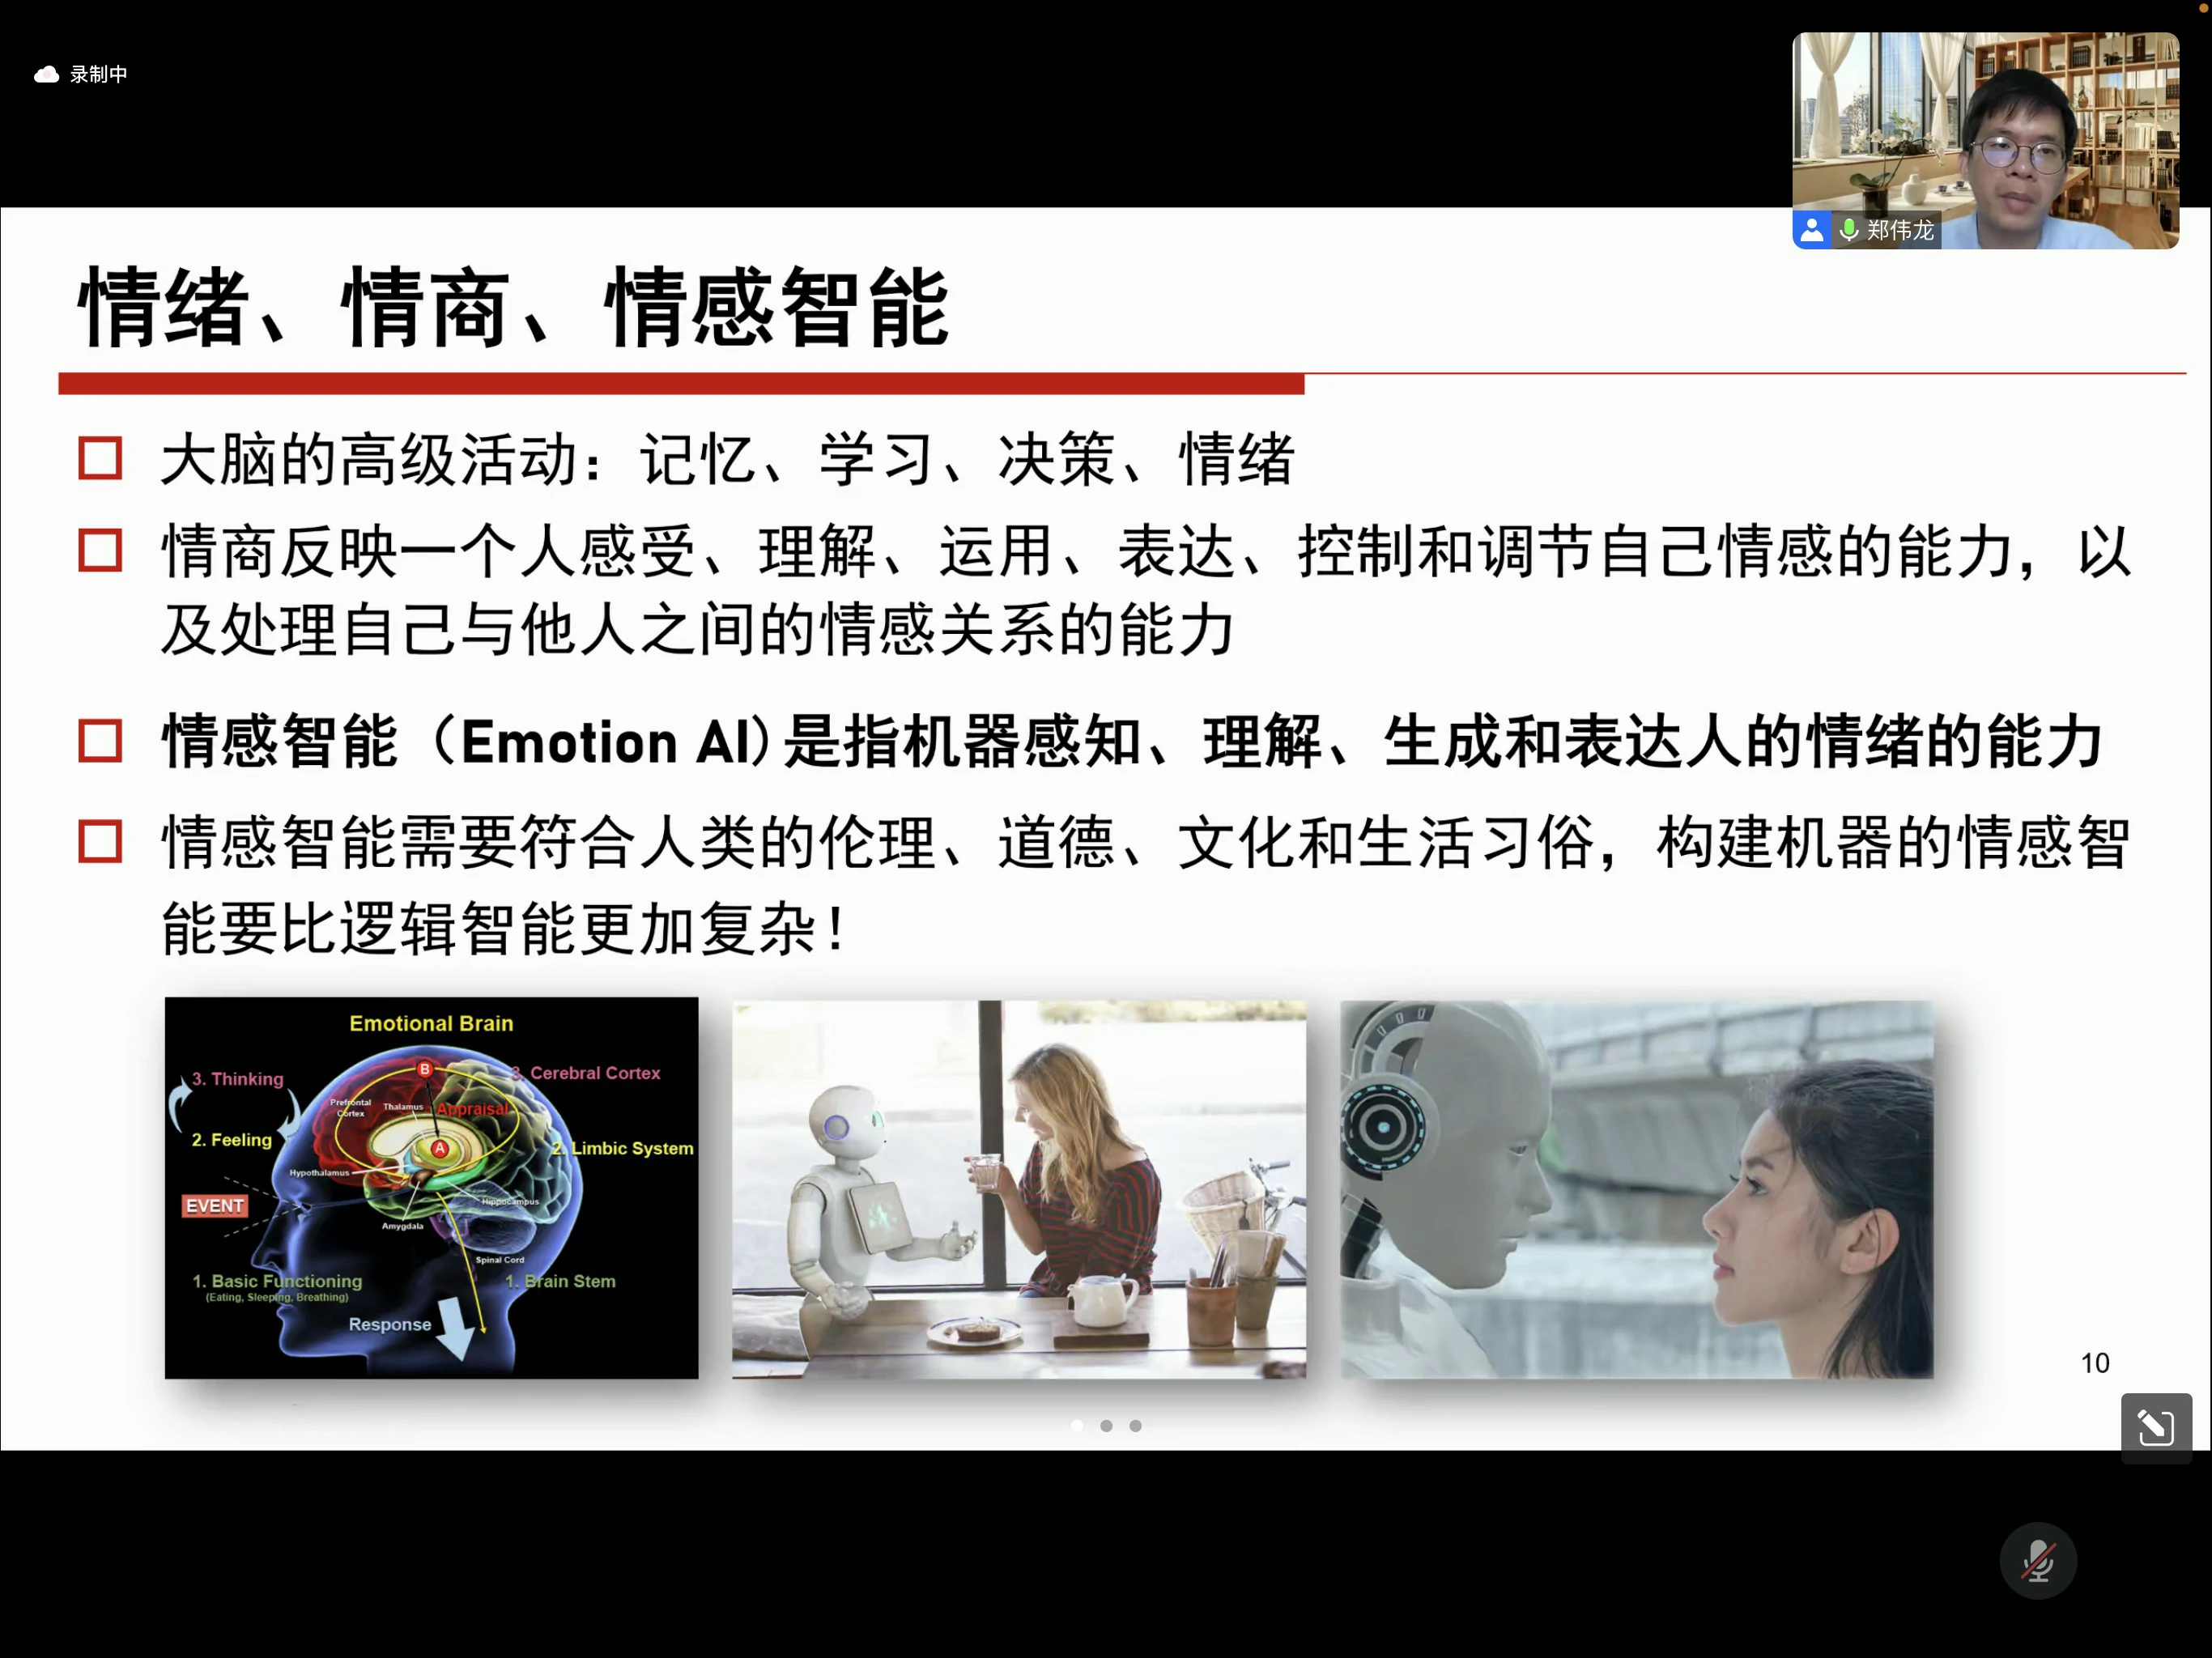 录制中
郑伟龙
情绪、情商、情感智能
大脑的高级活动：记忆、学习、决策、情绪
情商反映一个人感受、理解、运用、表达、控制和调节自己情感的能力，以
及处理自己与他人之间的情感关系的能力
情感智能（Emotion AI）是指机器感知、理解、生成和表达人的情绪的能力
情感智能需要符合人类的伦理、道德、文化和生活习俗，构建机器的情感智
能要比逻辑智能更加复杂！
Emotional Brain
3. Thinking
B
3. Cerebral Cortex
Prefrontal
Cortex
Thalamus
Appraisal
2. Feeling
A
2. Limbic System
Hypothalamus
EVENT
Hippocampus
Amygdala
Spinal Cord
1. Basic Functioning
(Eating, Sleeping, Breathing)
1. Brain Stem
Response
10